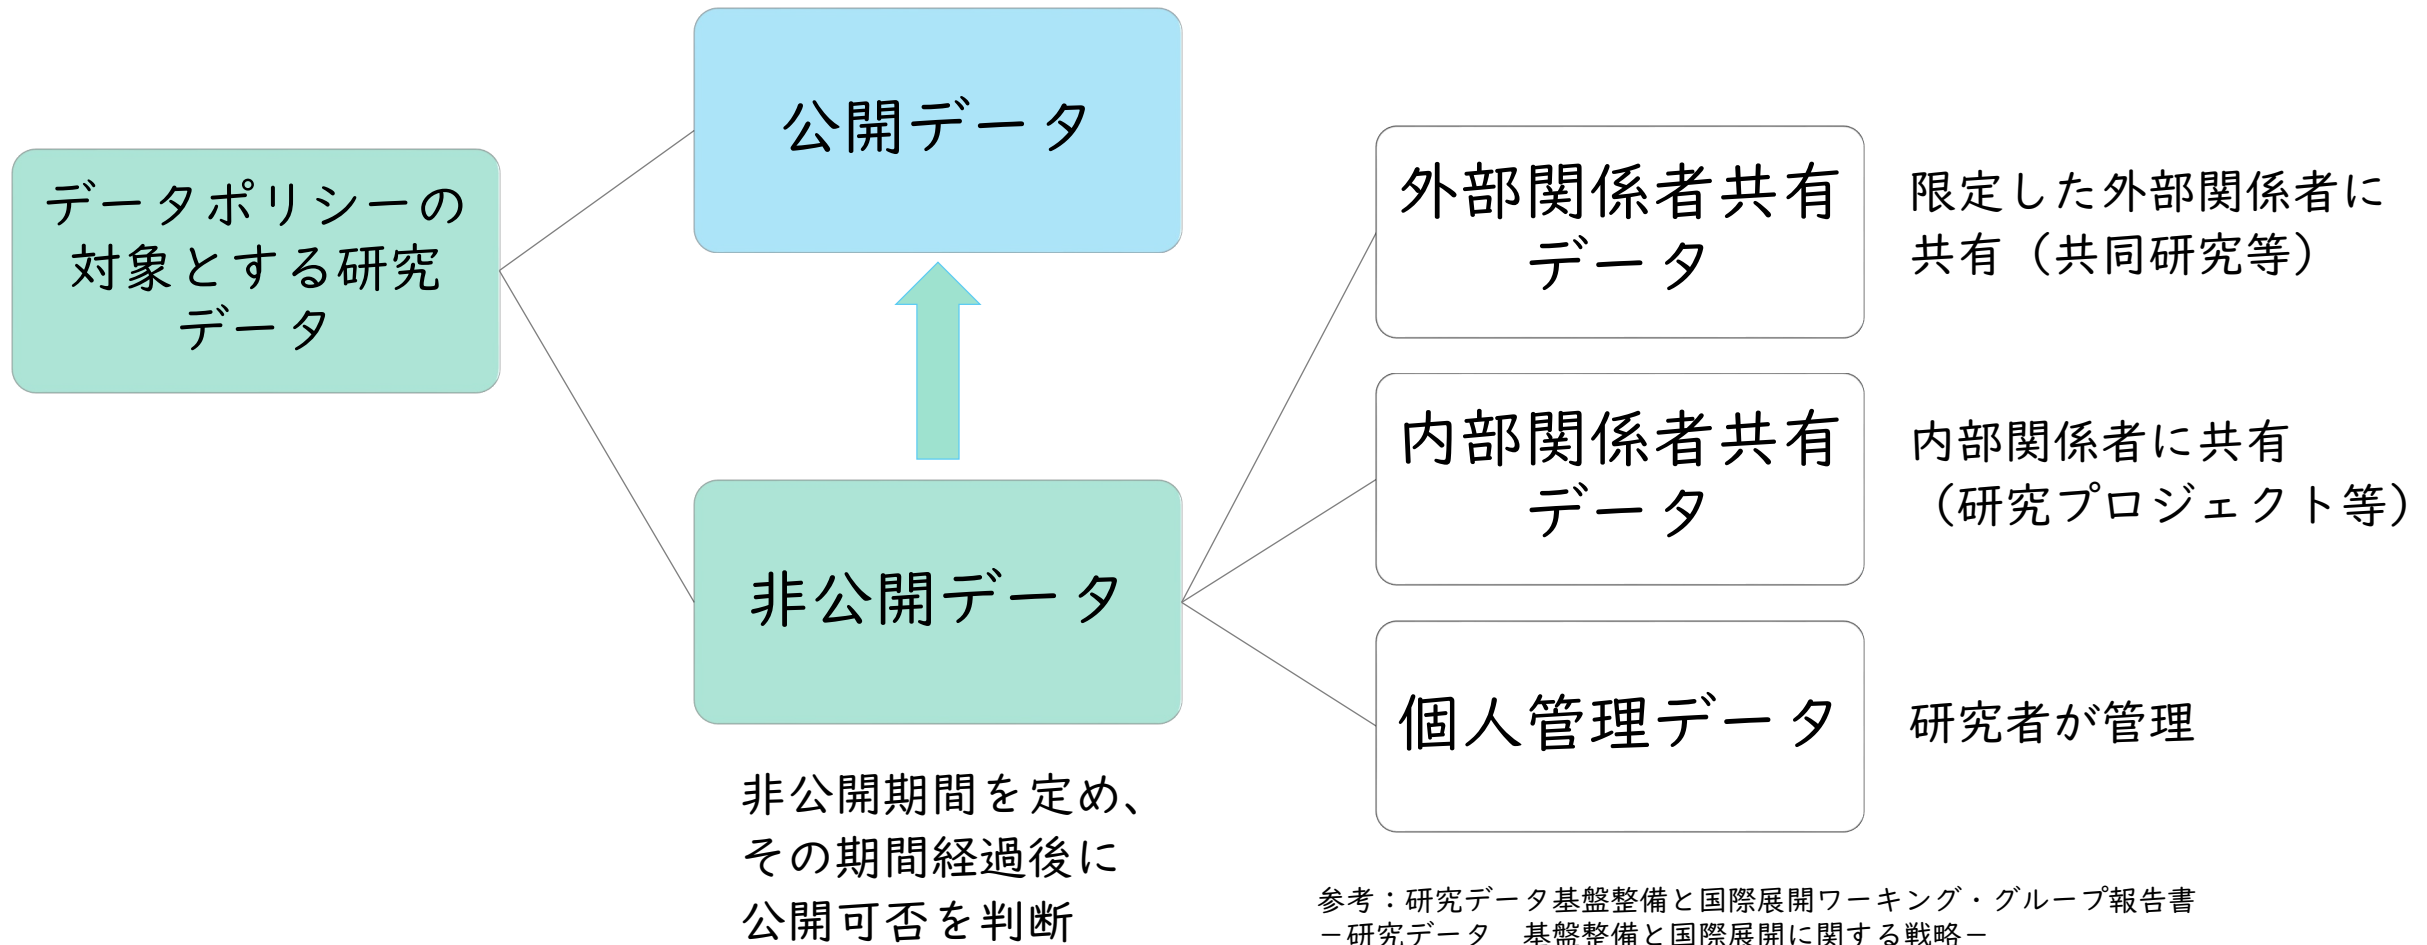 データポリシーの
対象とする研究
データ
公開データ
非公開データ
非公開期間を定め、
その期間経過後に
公開可否を判断
外部関係者共有
データ
限定した外部関係者に
共有（共同研究等）
内部関係者共有
データ
内部関係者に共有
（研究プロジェクト等）
個人管理データ
研究者が管理
参考：研究データ基盤整備と国際展開ワーキング・グループ報告書
－研究データ　基盤整備と国際展開に関する戦略－